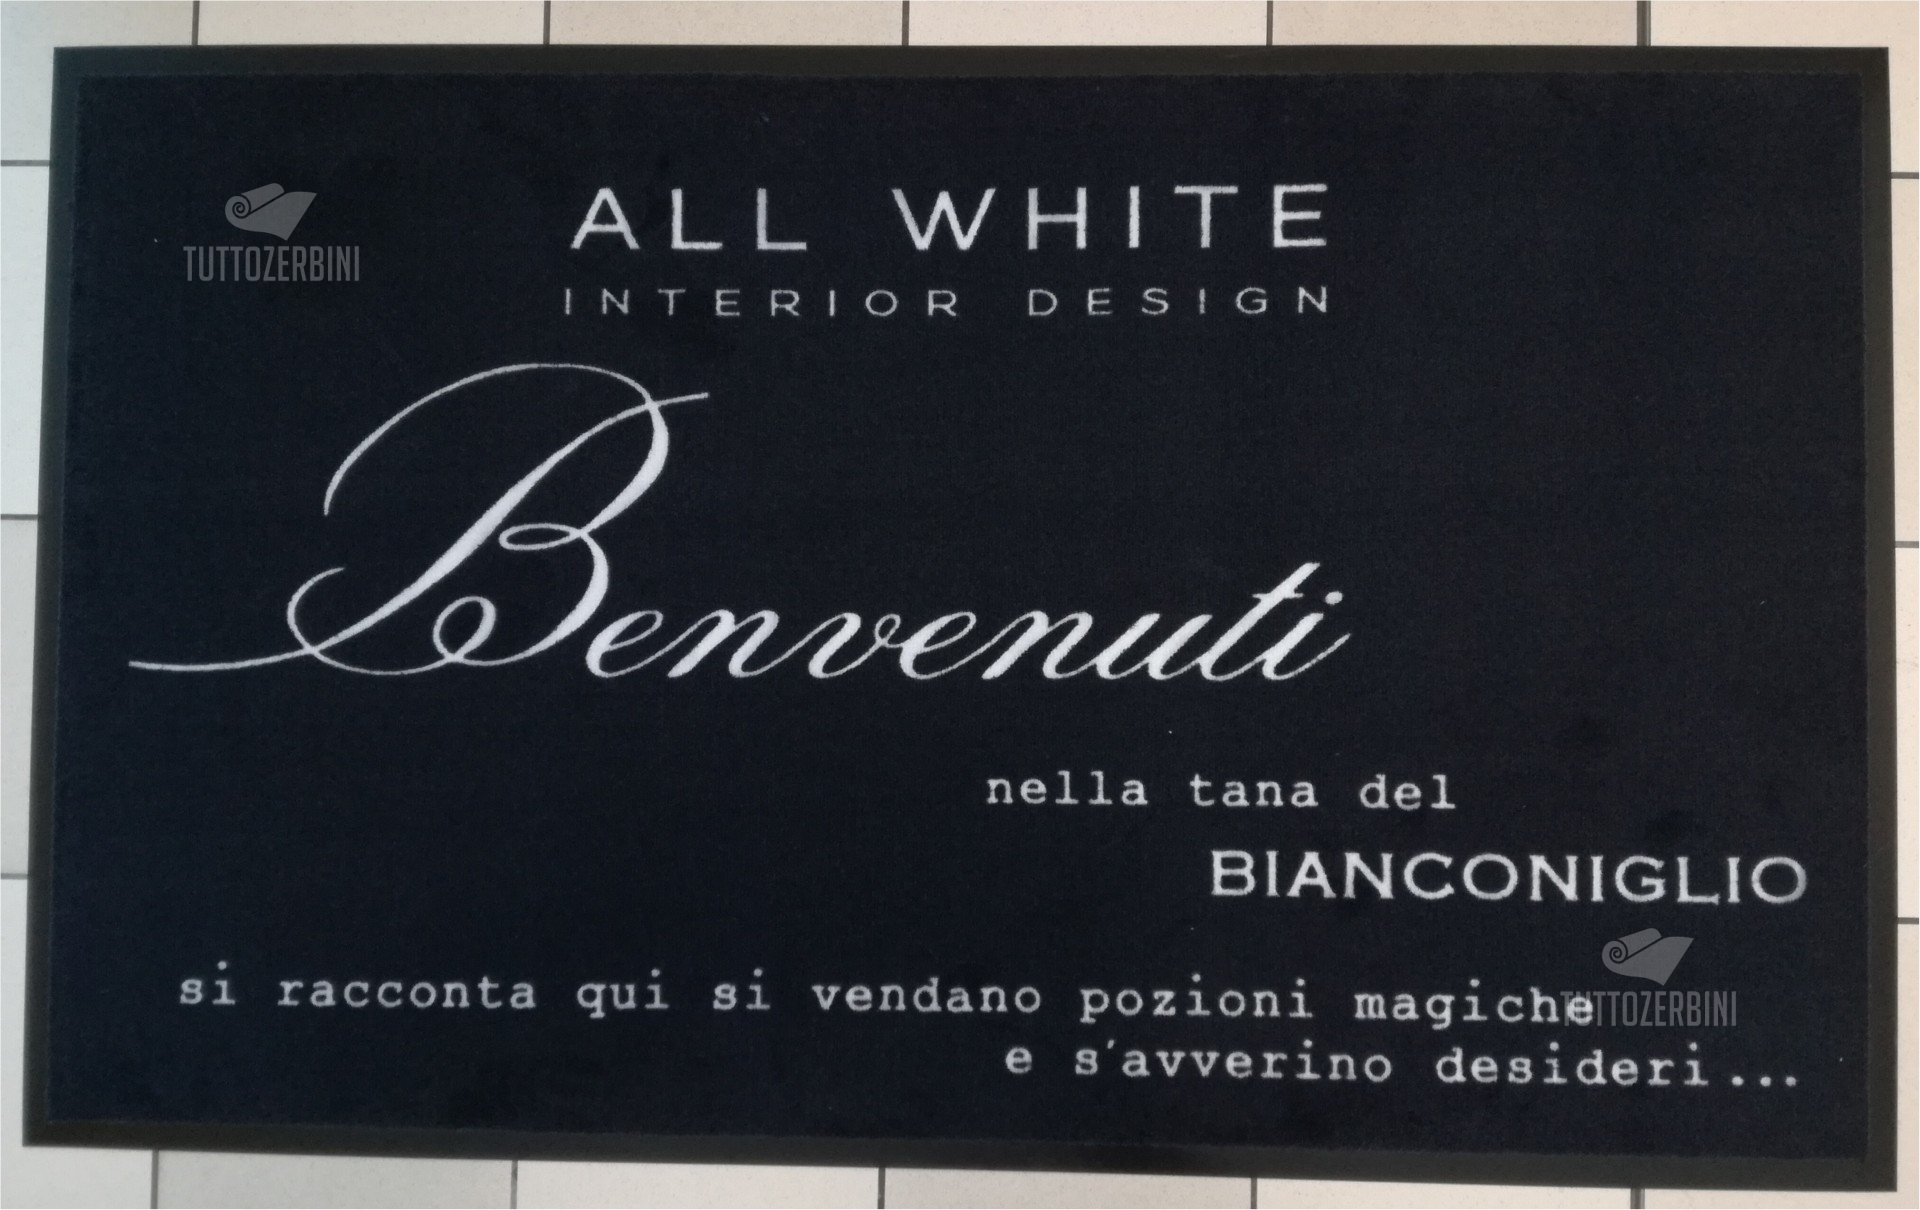 ALL WHITE
TUTTOZERBINI
INTERIOR DESIGN
Benvenuti
nella tana del
BIANCONIGLIO
si racconta qui si vendano pozioni magiche
TUTTOZERBINI
e s'avverino desideri...